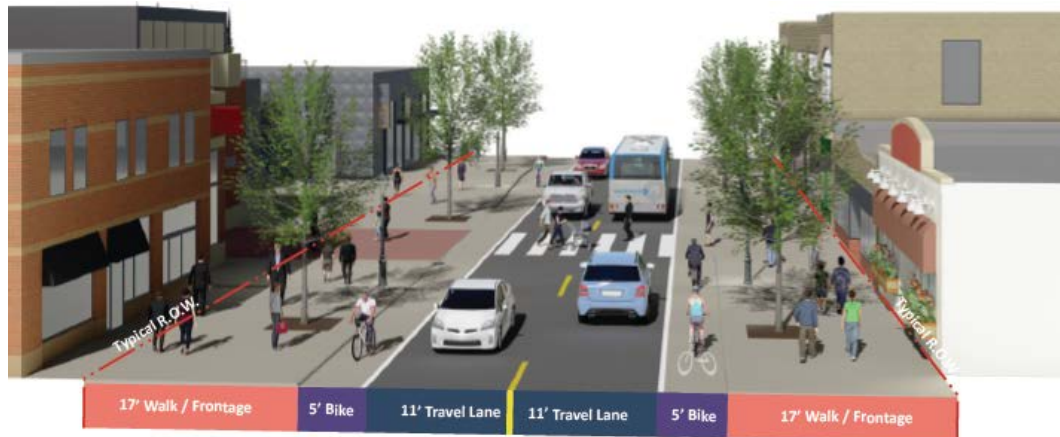 Typical R.O.W.
Typical R.O.W.
17' Walk / Frontage
5' Bike
11' Travel Lane
11' Travel Lane
5' Bike
17' Walk / Frontage